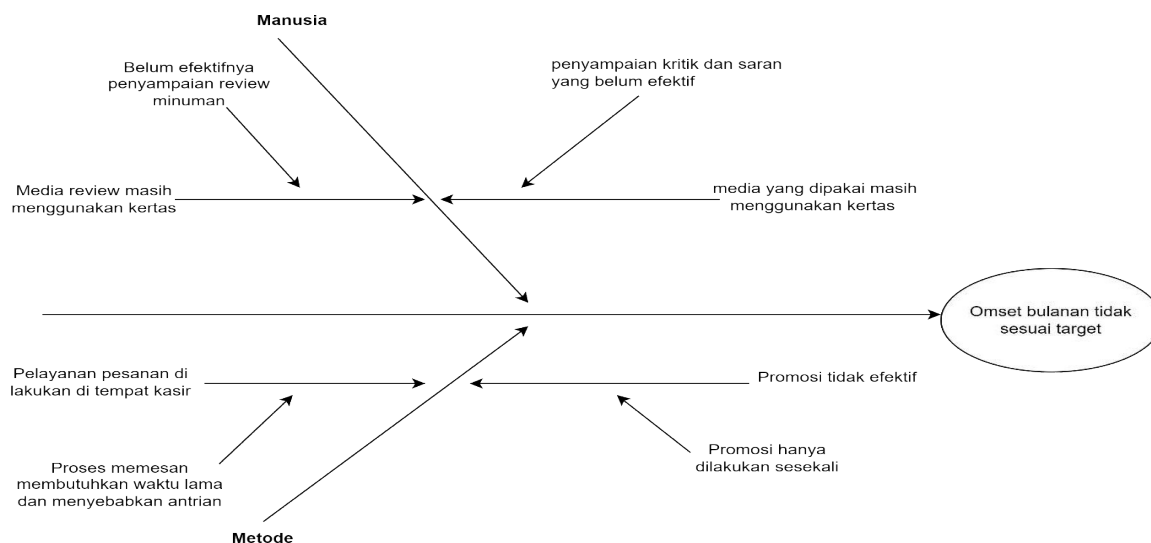 Manusia
Belum efektifnya
penyampaian review
minuman
penyampaian kritik dan saran
yang belum efektif
Media review masih
menggunakan kertas
media yang dipakai masih
menggunakan kertas
Omset bulanan tidak
sesuai target
Pelayanan pesanan di
lakukan di tempat kasir
Promosi tidak efektif
Proses memesan
membutuhkan waktu lama
dan menyebabkan antrian
Promosi hanya
dilakukan sesekali
Metode